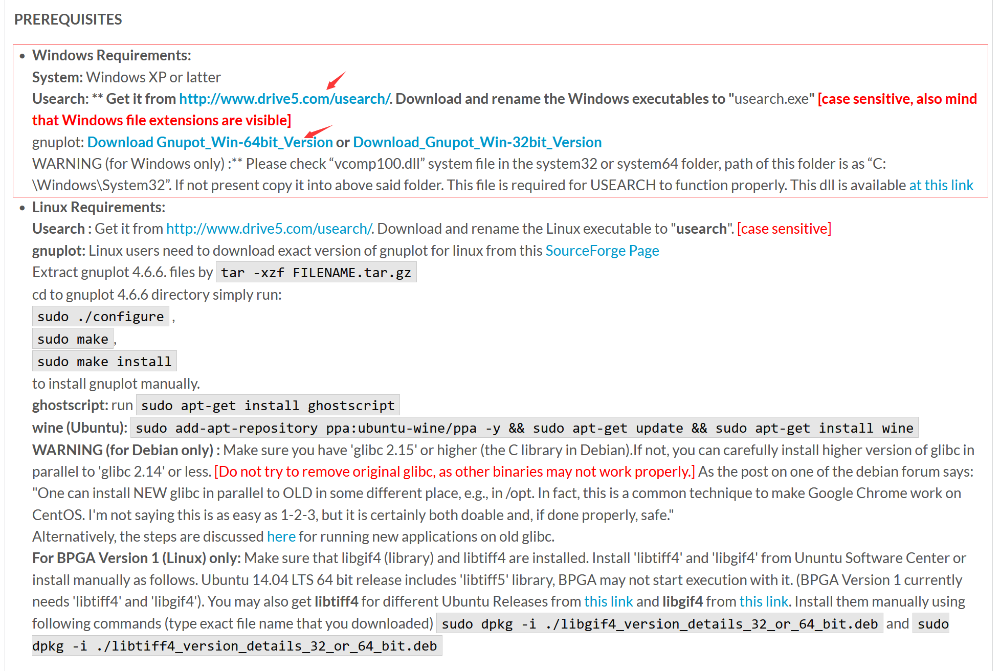 PREREQUISITES
• Windows Requirements:
System: Windows XP or latter
Usearch: ** Get it from http://www.drive5.com/usearch/. Download and rename the Windows executables to "usearch.exe" [case sensitive, also mind
that Windows file extensions are visible]
gnuplot: Download Gnupot_Win-64bit_Version or Download_Gnupot_Win-32bit_Version
WARNING (for Windows only) :** Please check “vcomp100.dll” system file in the system32 or system64 folder, path of this folder is as “C:
\Windows\System32”. If not present copy it into above said folder. This file is required for USEARCH to function properly. This dll is available at this link
• Linux Requirements:
Usearch : Get it from http://www.drive5.com/usearch/. Download and rename the Linux executable to "usearch". [case sensitive]
gnuplot: Linux users need to download exact version of gnuplot for linux from this SourceForge Page
Extract gnuplot 4.6.6. files by tar -xzf FILENAME.tar.gz
cd to gnuplot 4.6.6 directory simply run:
sudo ./configure ,
sudo make ,
sudo make install
to install gnuplot manually.
ghostscript: run sudo apt-get install ghostscript
wine (Ubuntu): sudo add-apt-repository ppa:ubuntu-wine/ppa -y && sudo apt-get update && sudo apt-get install wine
WARNING (for Debian only) : Make sure you have 'glibc 2.15' or higher (the C library in Debian).If not, you can carefully install higher version of glibc in
parallel to 'glibc 2.14' or less. [Do not try to remove original glibc, as other binaries may not work properly.] As the post on one of the debian forum says:
"One can install NEW glibc in parallel to OLD in some different place, e.g., in /opt. In fact, this is a common technique to make Google Chrome work on
CentOS. I'm not saying this is as easy as 1-2-3, but it is certainly both doable and, if done properly, safe."
Alternatively, the steps are discussed here for running new applications on old glibc.
For BPGA Version 1 (Linux) only: Make sure that libgif4 (library) and libtiff4 are installed. Install 'libtiff4' and 'libgif4' from Ununtu Software Center or
install manually as follows. Ubuntu 14.04 LTS 64 bit release includes 'libtiff5' library, BPGA may not start execution with it. (BPGA Version 1 currently
needs 'libtiff4' and 'libgif4'). You may also get libtiff4 for different Ubuntu Releases from this link and libgif4 from this link. Install them manually using
following commands (type exact file name that you downloaded) sudo dpkg -i ./libgif4_version_details_32_or_64_bit.deb and sudo
dpkg -i ./libtiff4_version_details_32_or_64_bit.deb